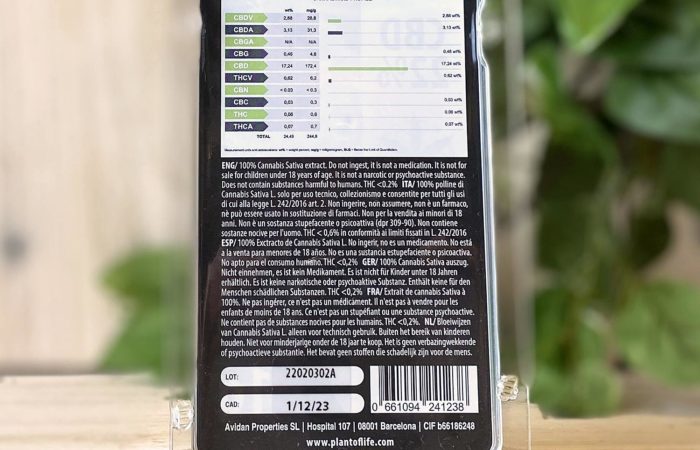 wt% mg/g
CBDV 2,88 28,8 2,88 wt%
CBDA 3,13 31,3 3,13 wt%
CBGA N/A N/A
CBG 0,46 4,6 0,46 wt%
CBD 17,24 172,4 17,24 wt%
THCV 0,62 6,2 0,62 wt%
CBN < 0.03 < 0.3
CBC 0,03 0,3 0,03 wt%
THC 0,06 0,6 0,06 wt%
THCA 0,07 0,7 0,07 wt%
TOTAL 24,49 244,9
ENG/ 100% Cannabis Sativa extract. Do not ingest, it is not a medication. It is not for
sale for children under 18 years of age. It is not a narcotic or psychoactive substance.
Does not contain substances harmful to humans. THC <0.2% ITA/ 100% polline di
Cannabis Sativa L. solo per uso tecnico, collezionismo e consentite per tutti gli usi
di cui alla legge L. 242/2016 art. 2. Non ingerire, non assumere, non è un farmaco,
nè può essere usato in sostituzione di farmaci. Non per la vendita ai minori di 18
anni. Non è un sostanza stupefacente o psicoattiva (dpr 309-90). Non contiene
sostanze nocive per l'uomo. THC < 0,6% in conformità ai limiti fissati in L. 242/2016
ESP/ 100% Exctracto de Cannabis Sativa L. No ingerir, no es un medicamento. No está
a la venta para menores de 18 años. No es una sustancia estupefaciente o psicoactiva.
No apto para el consumo humano. THC <0,2% GER/ 100% Cannabis Sativa auszug.
Nicht einnehmen, es ist kein Medikament. Es ist nicht für Kinder unter 18 Jahren
erhältlich. Es ist keine narkotische oder psychoaktive Substanz. Enthält keine für den
Menschen schädlichen Substanzen. THC <0,2% FRA/ Extrait de cannabis Sativa à
100%. Ne pas ingérer, ce n'est pas un médicament. Il n'est pas à vendre pour les
enfants de moins de 18 ans. Ce n'est pas un stupéfiant ou une substance psychoactive.
Ne contient pas de substances nocives pour les humains. THC <0,2%. NL/ Bloeiwijzen
van Cannabis Sativa L. alleen voor technisch gebruik. Buiten het bereik van kinderen
houden. Niet voor minderjarige onder de 18 jaar te koop. Het is geen verbazingwekkende
of psychoactieve substantie. Het bevat geen stoffen die schadelijk zijn voor de mens.
LOT: 22020302A
CAD: 1/12/23
0 661094 241238
Avidan Properties SL | Hospital 107 | 08001 Barcelona | CIF b66186248
www.plantoflife.com